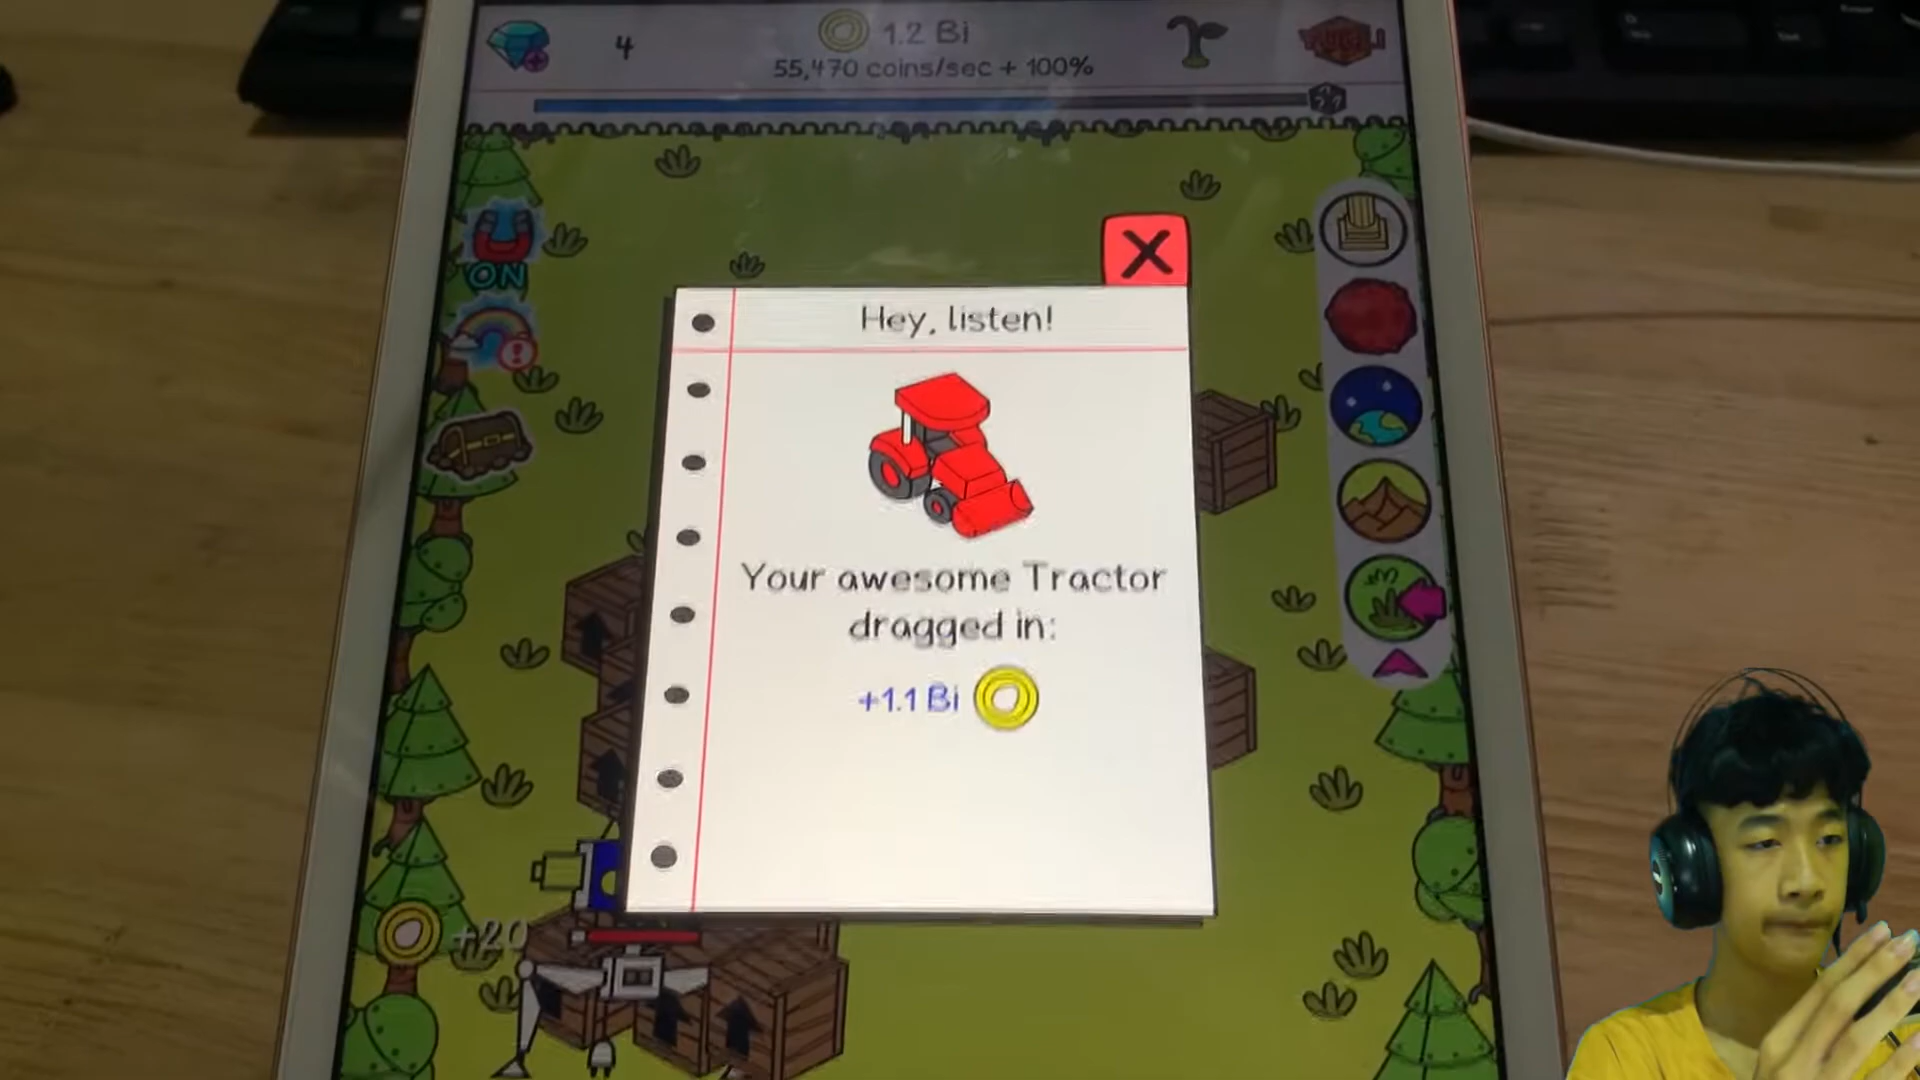 4
1.2 Bi
55,470 coins/sec + 100%
ON
Hey, listen!
X
Your awesome Tractor
dragged in:
+1.1 Bi
+20